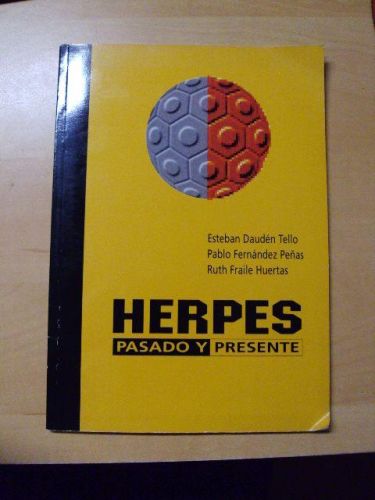 Esteban Daudén Tello
Pablo Fernández Peñas
Ruth Fraile Huertas
HERPES
PASADO Y PRESENTE